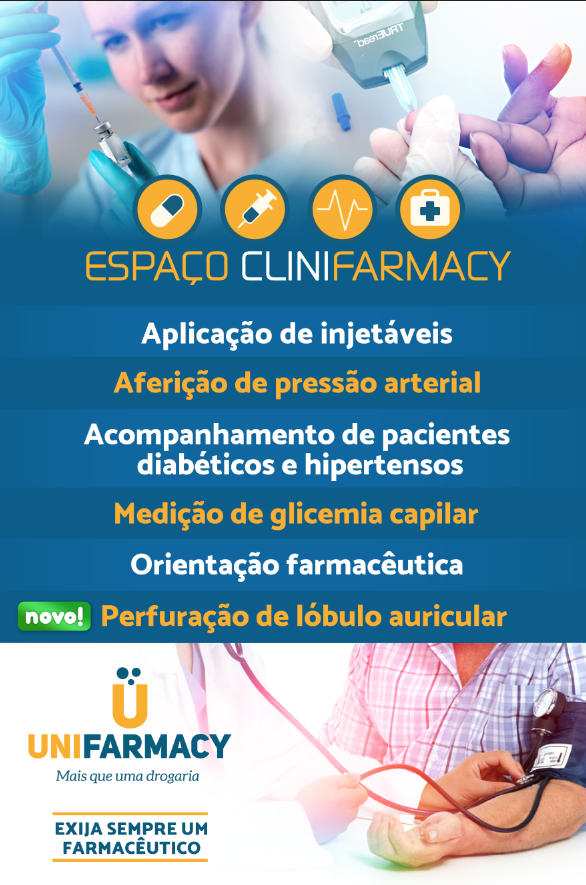 TRUEread
ESPAÇO CLINIFARMACY
Aplicação de injetáveis
Aferição de pressão arterial
Acompanhamento de pacientes
diabéticos e hipertensos
Medição de glicemia capilar
Orientação farmacêutica
novo! Perfuração de lóbulo auricular
UNIFARMACY
Mais que uma drogaria
EXIJA SEMPRE UM
FARMACÊUTICO